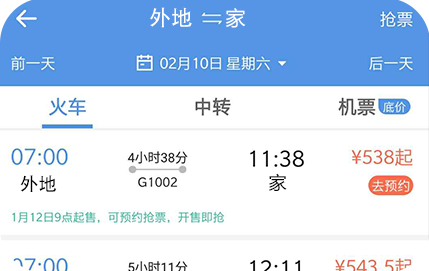 外地 ⇌ 家 抢票
前一天 02月10日 星期六 后一天
火车 中转 机票 底价
07:00 4小时38分 11:38 ¥538起
外地 G1002 家 去预约
1月12日9点起售，可预约抢票，开售即抢
07:00 5小时11分 12:11 ¥543.5起